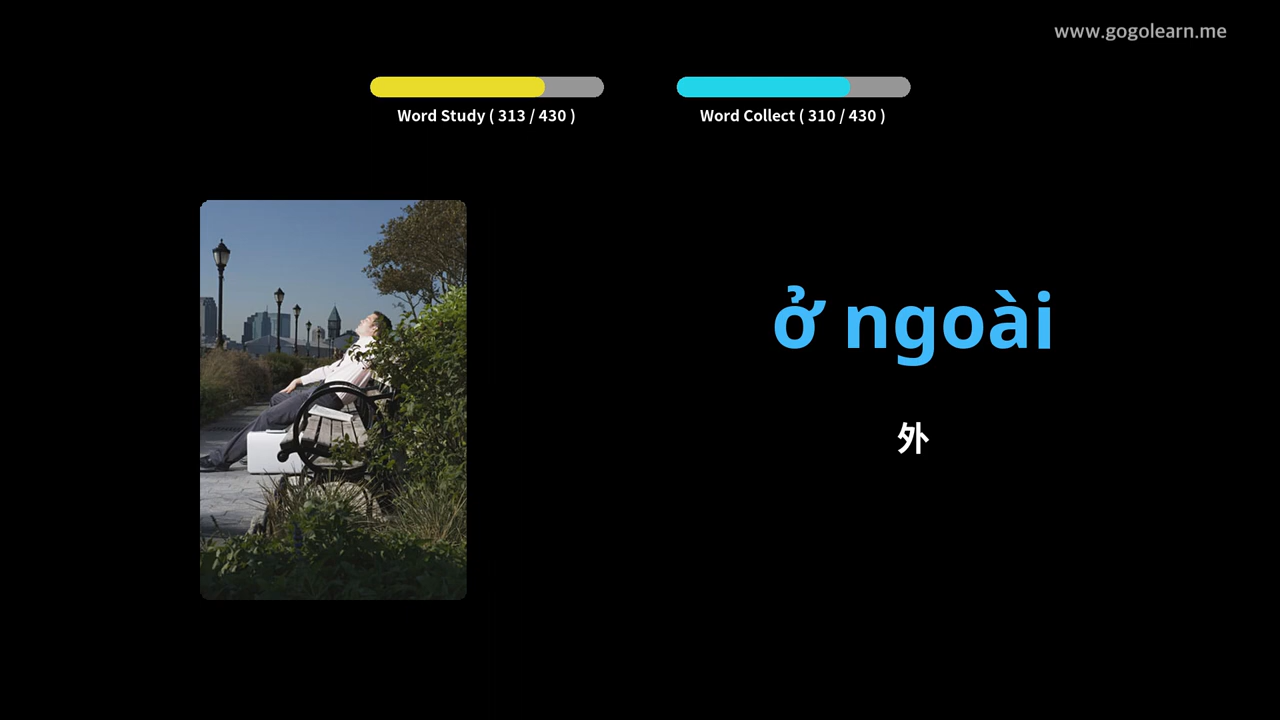 www.gogolearn.me
Word Study ( 313 / 430 )
Word Collect ( 310 / 430 )
ở ngoài
外